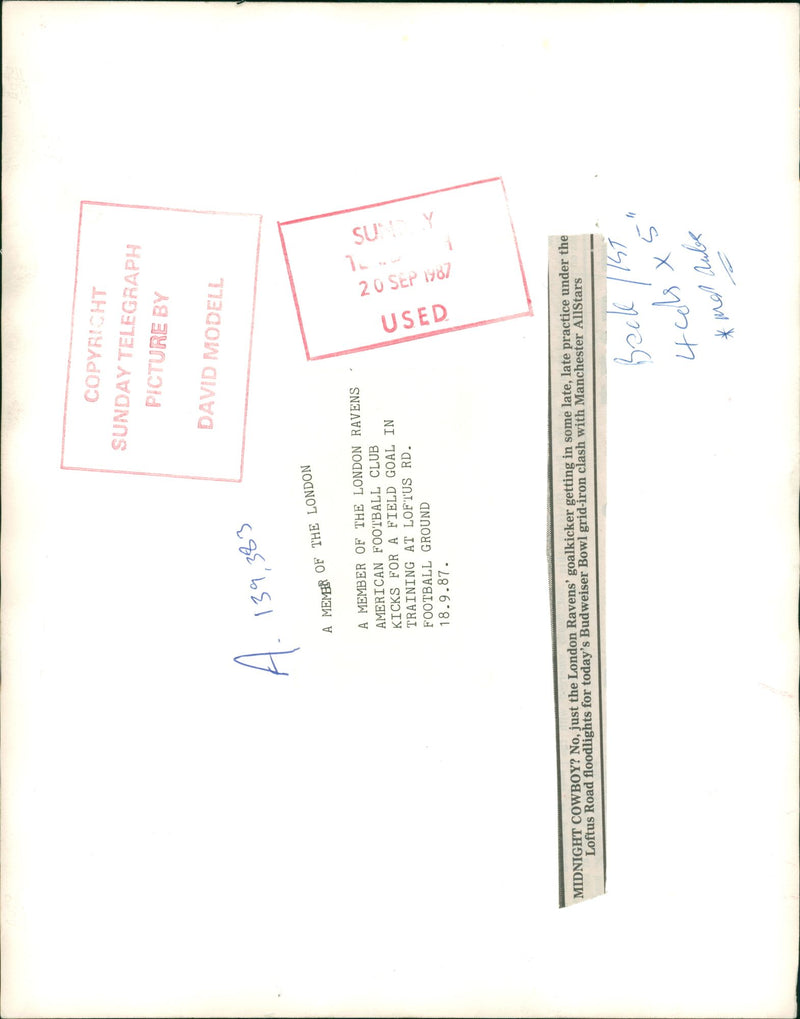 COPYRIGHT
SUNDAY TELEGRAPH
PICTURE BY
DAVID MODELL
SUNDAY
20 SEP 1987
USED
A. 139,383
A MEMBER OF THE LONDON
A MEMBER OF THE LONDON RAVENS
AMERICAN FOOTBALL CLUB
KICKS FOR A FIELD GOAL IN
TRAINING AT LOFTUS RD.
FOOTBALL GROUND
18.9.87.
MIDNIGHT COWBOY? No, just the London Ravens' goalkicker getting in some late, late practice under the
Loftus Road floodlights for today's Budweiser Bowl grid-iron clash with Manchester AllStars
Back / 1ST
4 cols x 5"